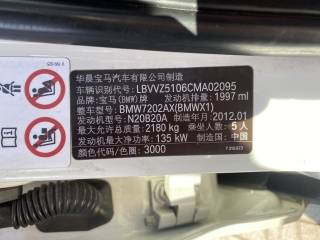 华晨宝马汽车有限公司制造
车辆识别代号: LBVVZ5106CMA02095
品牌: 宝马(BMW)牌 发动机排量: 1997 ml
整车型号: BMW7202AX(BMWX1)
发动机型号: N20B20A 制造年月: 2012.01
最大允许总质量: 2180 kg 乘坐人数: 5人
发动机最大净功率: 135 kW 制造国: 中国
颜色代码/色圈: 3000